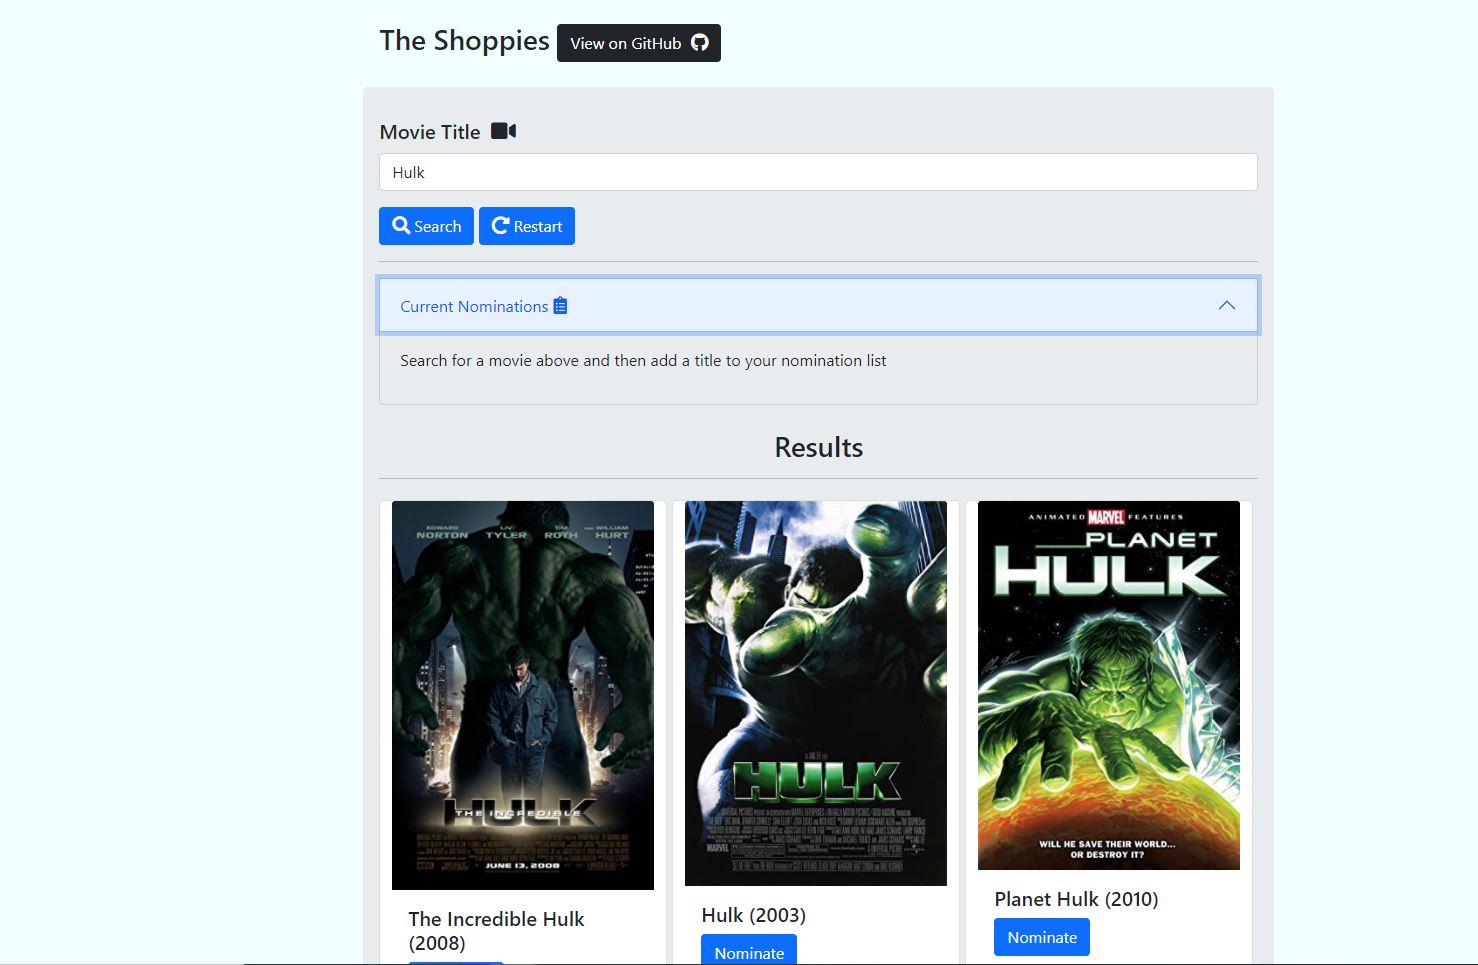 The Shoppies
View on GitHub
Movie Title
Hulk
Search
Restart
Current Nominations
Search for a movie above and then add a title to your nomination list
Results
EDWARD NORTON
LIV TYLER
TIM ROTH
WILLIAM HURT
THE INCREDIBLE
HULK
JUNE 13, 2008
The Incredible Hulk
(2008)
HULK
MARVEL
Hulk (2003)
Nominate
ANIMATED MARVEL FEATURES
PLANET
HULK
WILL HE SAVE THEIR WORLD...
OR DESTROY IT?
Planet Hulk (2010)
Nominate